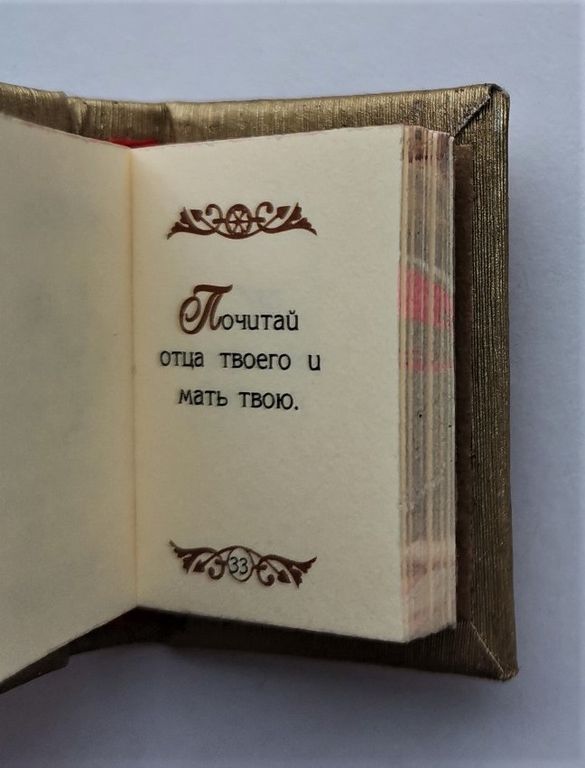 Почитай
отца твоего и
мать твою.
33